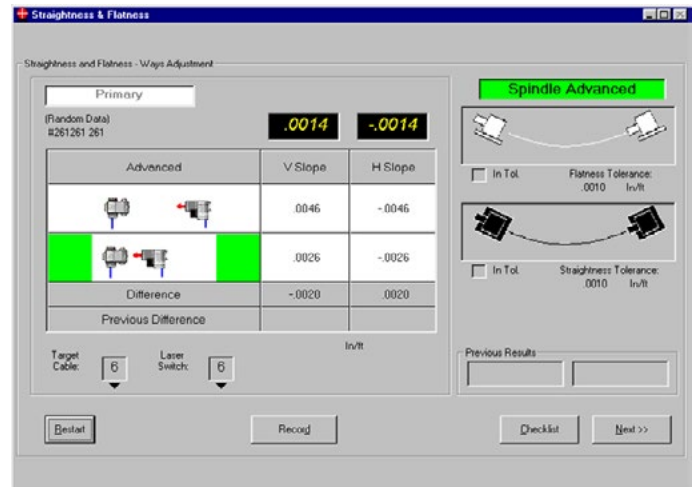 Straightness & Flatness
Straightness and Flatness - Ways Adjustment
Primary
(Random Data)
#261261 261
.0014
-.0014
Advanced
V Slope
H Slope
.0046
-.0046
.0026
-.0026
Difference
-.0020
.0020
Previous Difference
In/ft
Target
Cable:
6
Laser
Switch:
6
Spindle Advanced
In Tol.
Flatness Tolerance:
.0010 In/ft
In Tol.
Straightness Tolerance:
.0010 In/ft
Previous Results
Restart
Record
Checklist
Next >>